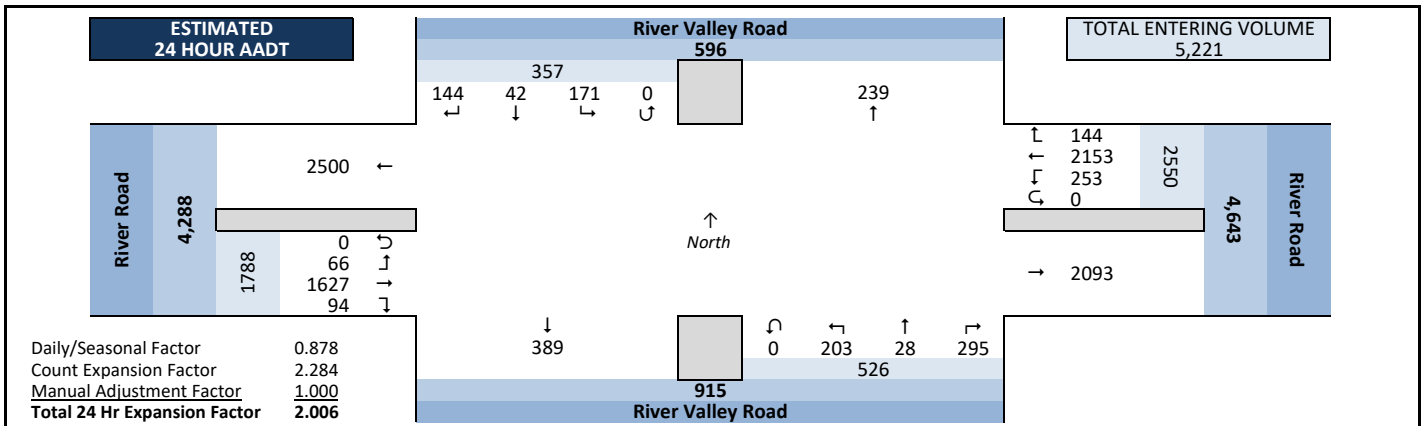 ESTIMATED
24 HOUR AADT
River Valley Road
596
TOTAL ENTERING VOLUME
5,221
357
144 42 171 0
↵ ↓ ↳ ↺
239
↑
River Road
4,288
2500 ←
1788
0 ⮌
66 ↱
1627 →
94 ↴
↑
North
↑ 144
← 2153
↓ 253
⮎ 0
2550
4,643
River Road
→ 2093
↓
389
↶ ↰ ↑ ↱
0 203 28 295
526
915
River Valley Road
Daily/Seasonal Factor 0.878
Count Expansion Factor 2.284
Manual Adjustment Factor 1.000
Total 24 Hr Expansion Factor 2.006